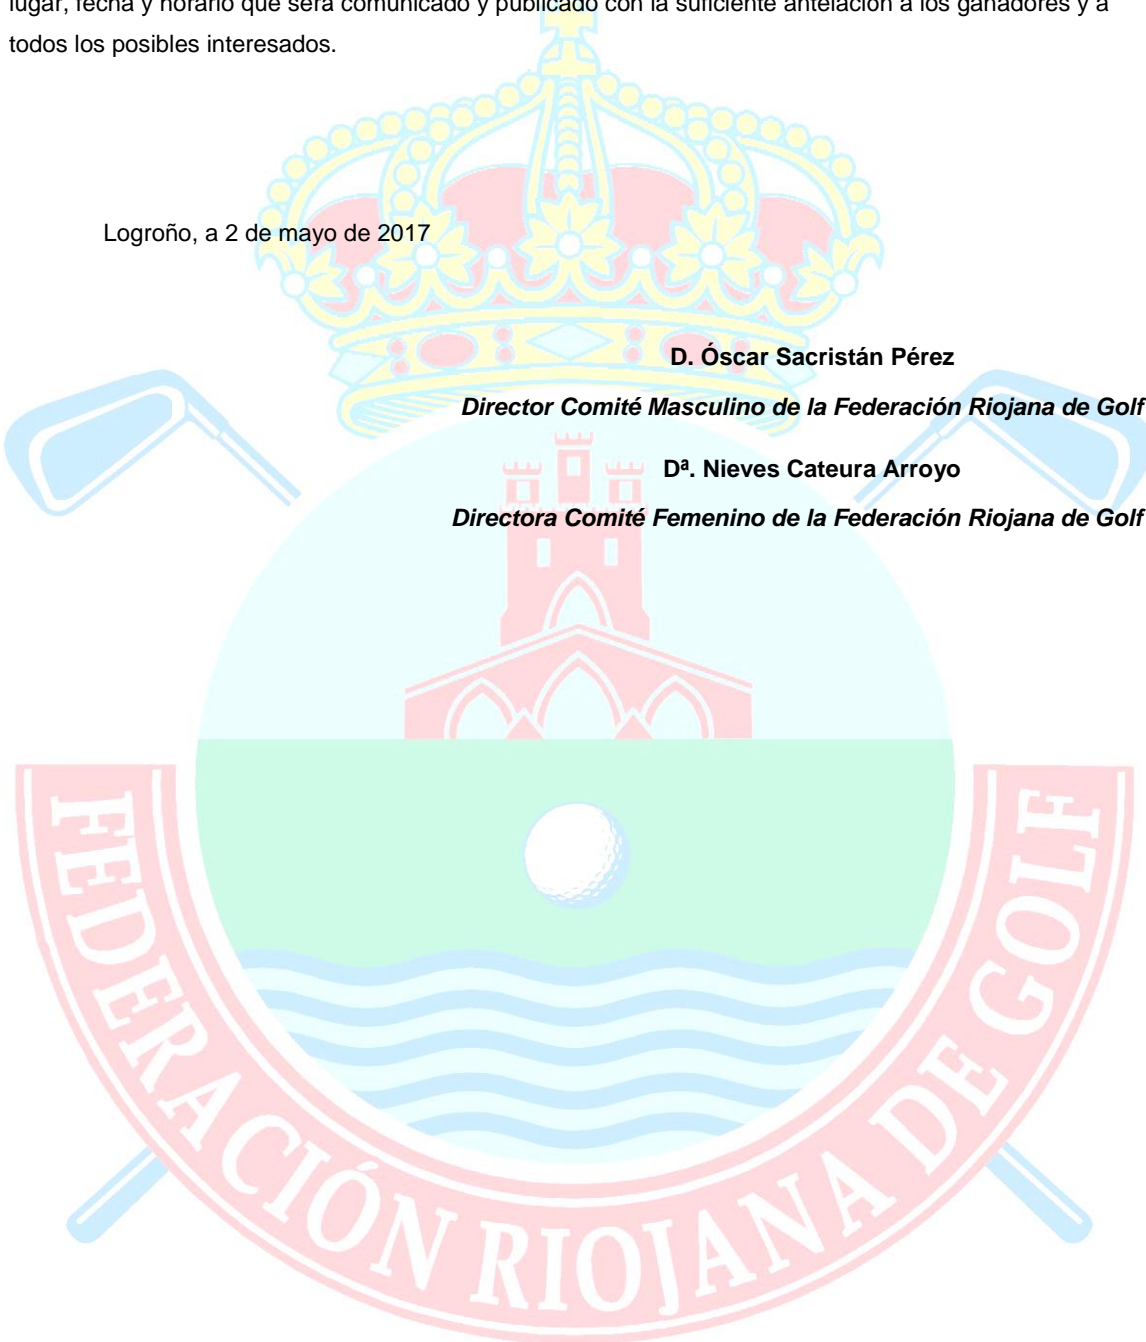 lugar, fecha y horario que será comunicado y publicado con la suficiente antelación a los ganadores y a
todos los posibles interesados.
Logroño, a 2 de mayo de 2017
D. Óscar Sacristán Pérez
Director Comité Masculino de la Federación Riojana de Golf
Dª. Nieves Cateura Arroyo
Directora Comité Femenino de la Federación Riojana de Golf
FEDERACIÓN RIOJANA DE GOLF